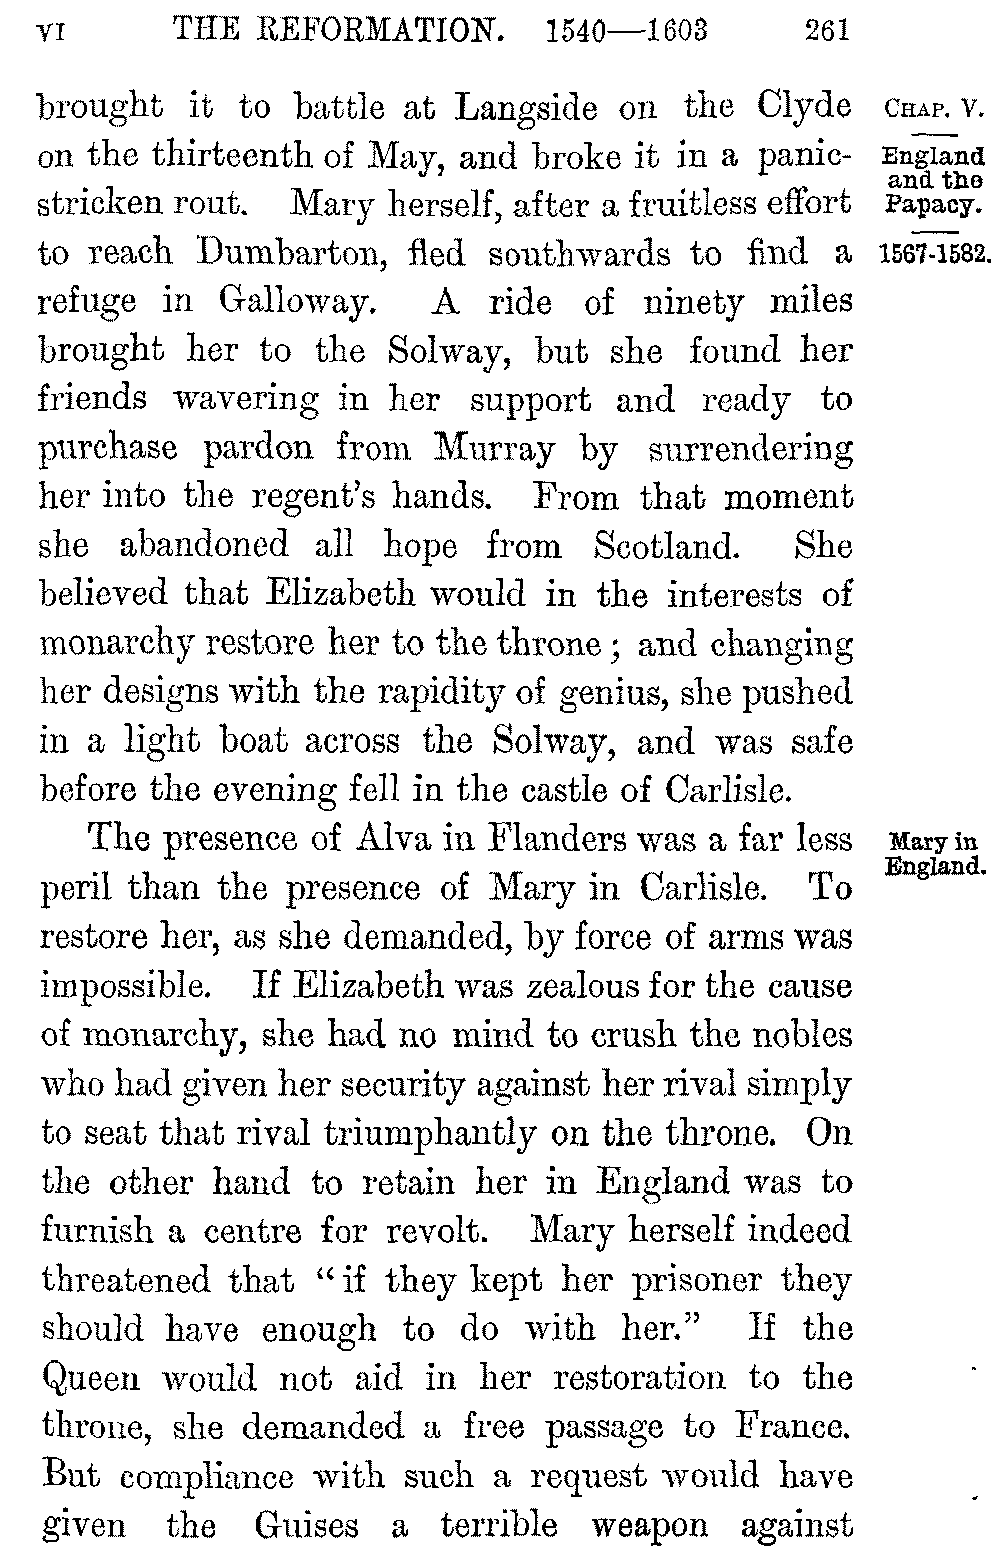 VI THE REFORMATION. 1540—1603 261
brought it to battle at Langside on the Clyde
on the thirteenth of May, and broke it in a panic-
stricken rout. Mary herself, after a fruitless effort
to reach Dumbarton, fled southwards to find a
refuge in Galloway. A ride of ninety miles
brought her to the Solway, but she found her
friends wavering in her support and ready to
purchase pardon from Murray by surrendering
her into the regent's hands. From that moment
she abandoned all hope from Scotland. She
believed that Elizabeth would in the interests of
monarchy restore her to the throne; and changing
her designs with the rapidity of genius, she pushed
in a light boat across the Solway, and was safe
before the evening fell in the castle of Carlisle.
The presence of Alva in Flanders was a far less
peril than the presence of Mary in Carlisle. To
restore her, as she demanded, by force of arms was
impossible. If Elizabeth was zealous for the cause
of monarchy, she had no mind to crush the nobles
who had given her security against her rival simply
to seat that rival triumphantly on the throne. On
the other hand to retain her in England was to
furnish a centre for revolt. Mary herself indeed
threatened that "if they kept her prisoner they
should have enough to do with her." If the
Queen would not aid in her restoration to the
throne, she demanded a free passage to France.
But compliance with such a request would have
given the Guises a terrible weapon against
CHAP. V.
England
and the
Papacy.
1567-1582.
Mary in
England.